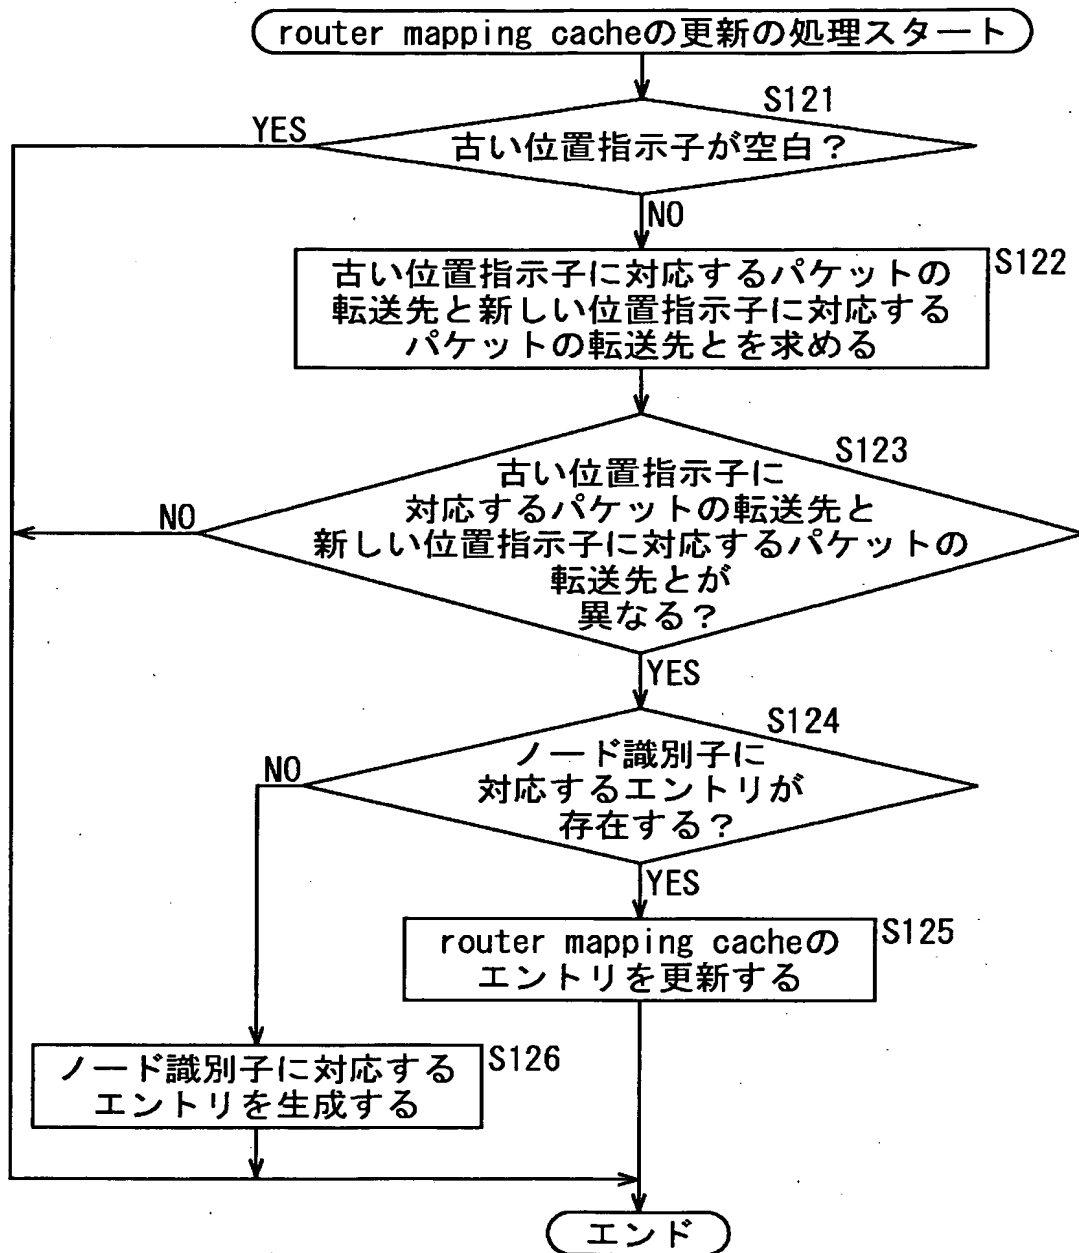 router mapping cacheの更新の処理スタート
S121
YES
古い位置指示子が空白?
NO
S122
古い位置指示子に対応するパケットの
転送先と新しい位置指示子に対応する
パケットの転送先とを求める
S123
古い位置指示子に
対応するパケットの転送先と
新しい位置指示子に対応するパケットの
転送先とが
異なる?
NO
YES
S124
ノード識別子に
対応するエントリが
存在する?
NO
YES
S125
router mapping cacheの
エントリを更新する
S126
ノード識別子に対応する
エントリを生成する
エンド